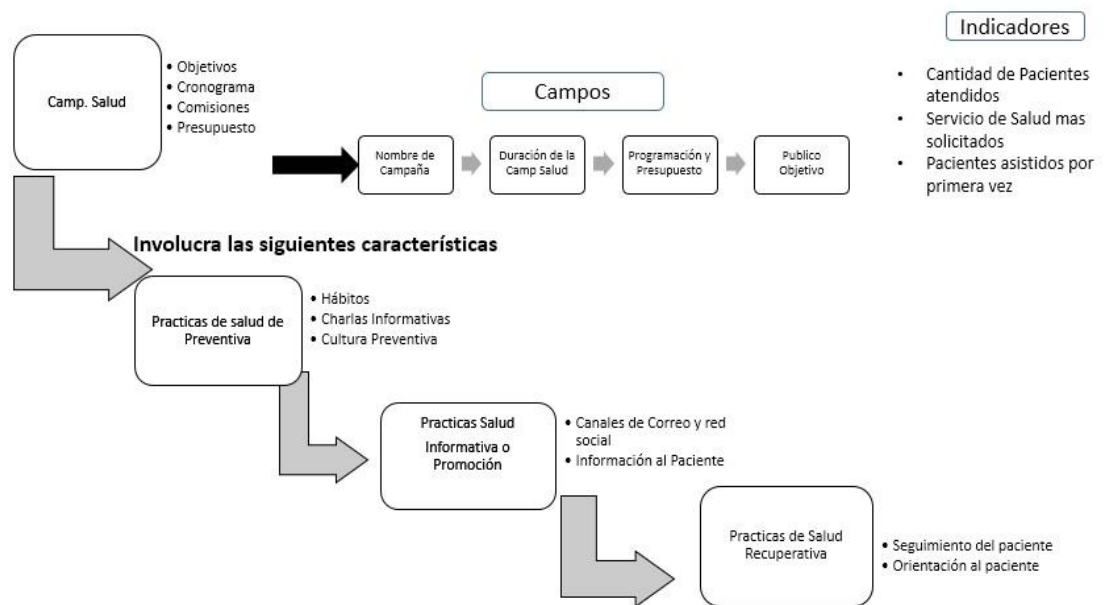 Camp. Salud
• Objetivos
• Cronograma
• Comisiones
• Presupuesto
Campos
Nombre de
Campaña
Duración de la
Camp Salud
Programación y
Presupuesto
Publico
Objetivo
Indicadores
• Cantidad de Pacientes
atendidos
• Servicio de Salud mas
solicitados
• Pacientes asistidos por
primera vez
Involucra las siguientes característícas
Practicas de salud de
Preventiva
• Hábitos
• Charlas Informativas
• Cultura Preventiva
Practicas Salud
Informativa o
Promoción
• Canales de Correo y red
social
• Información al Paciente
Practicas de Salud
Recuperativa
• Seguimiento del paciente
• Orientación al paciente